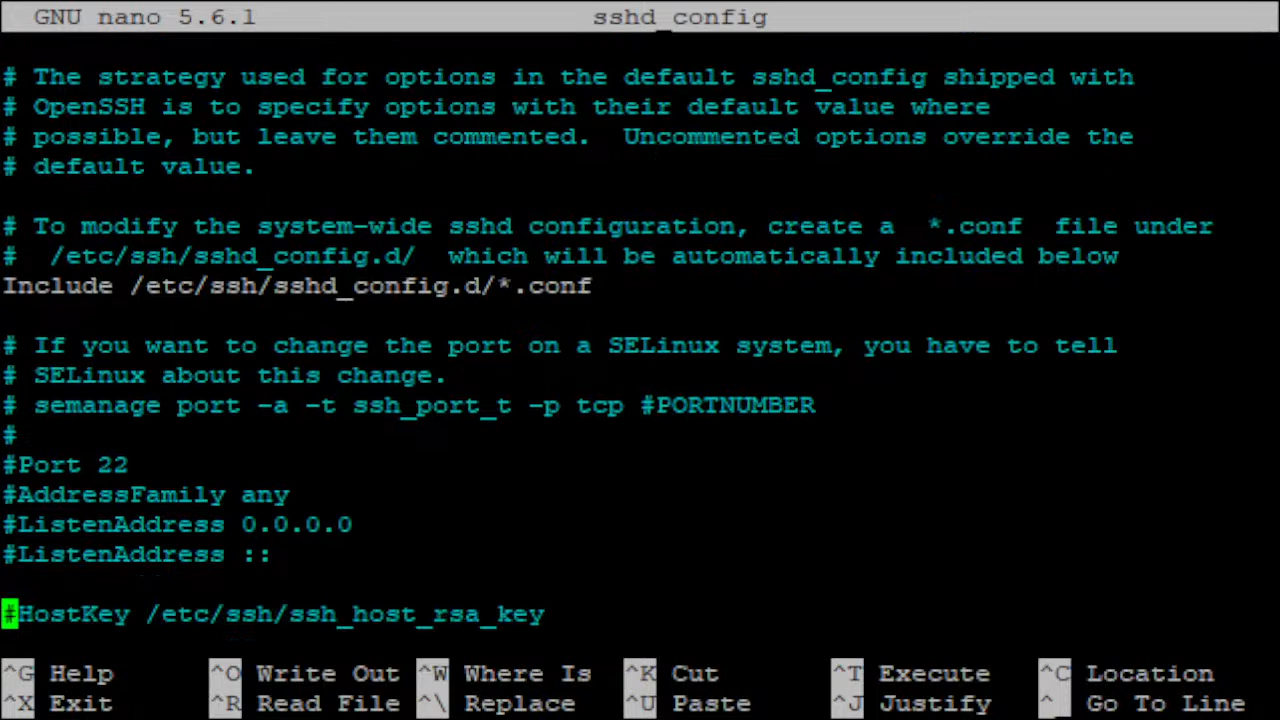 GNU nano 5.6.1 sshd_config
# The strategy used for options in the default sshd_config shipped with
# OpenSSH is to specify options with their default value where
# possible, but leave them commented.  Uncommented options override the
# default value.
# To modify the system-wide sshd configuration, create a  *.conf  file under
#  /etc/ssh/sshd_config.d/  which will be automatically included below
Include /etc/ssh/sshd_config.d/*.conf
# If you want to change the port on a SELinux system, you have to tell
# SELinux about this change.
# semanage port -a -t ssh_port_t -p tcp #PORTNUMBER
#
#Port 22
#AddressFamily any
#ListenAddress 0.0.0.0
#ListenAddress ::
#HostKey /etc/ssh/ssh_host_rsa_key
^G Help ^O Write Out ^W Where Is ^K Cut ^T Execute ^C Location
^X Exit ^R Read File ^\ Replace ^U Paste ^J Justify ^_ Go To Line